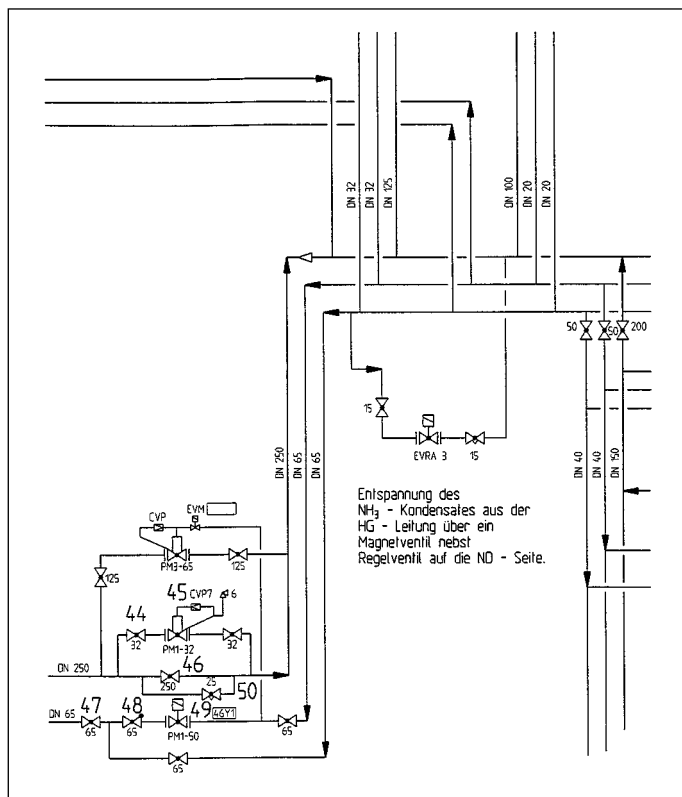 DN 32
DN 32
DN 125
DN 100
DN 20
DN 20
50
50
200
15
EVRA 3
15
DN 250
DN 65
DN 65
DN 40
DN 40
DN 150
Entspannung des
NH₃ - Kondensates aus der
HG - Leitung über ein
Magnetventil nebst
Regelventil auf die ND - Seite.
CVP
EVM
125
PM3-65
125
44
45
CVP7
6
32
PM1-32
32
DN 250
46
250
25
50
DN 65
47
48
49
46Y1
65
65
PM1-50
65
65